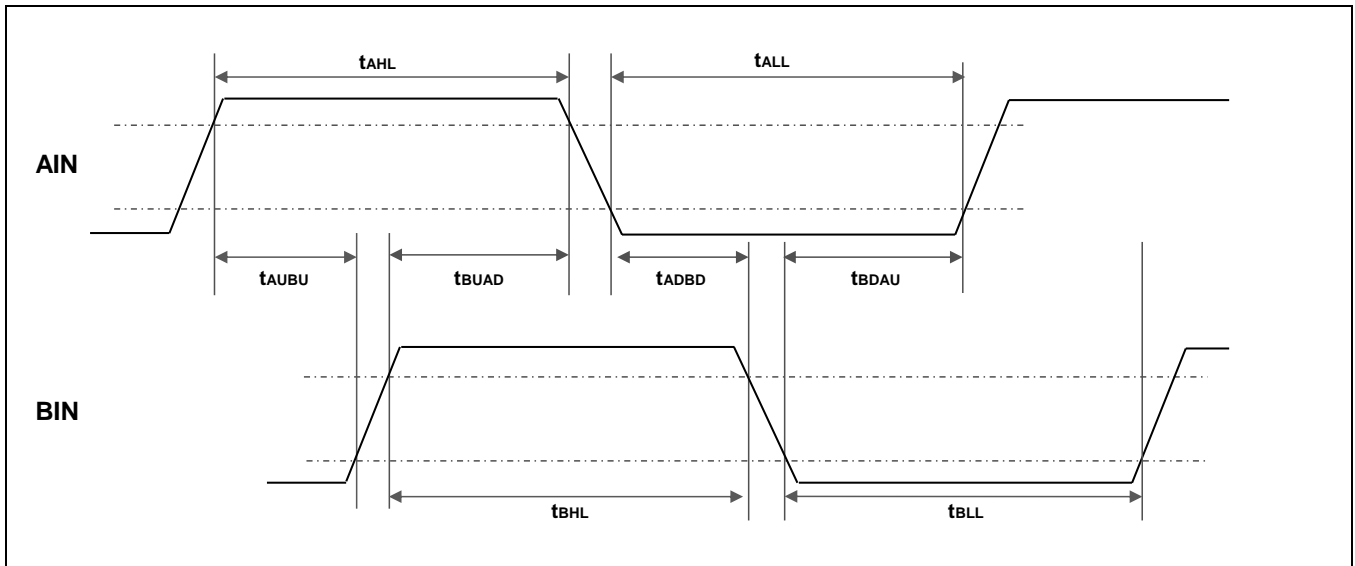 tAHL
tALL
AIN
tAUBU
tBUAD
tADBD
tBDAU
BIN
tBHL
tBLL